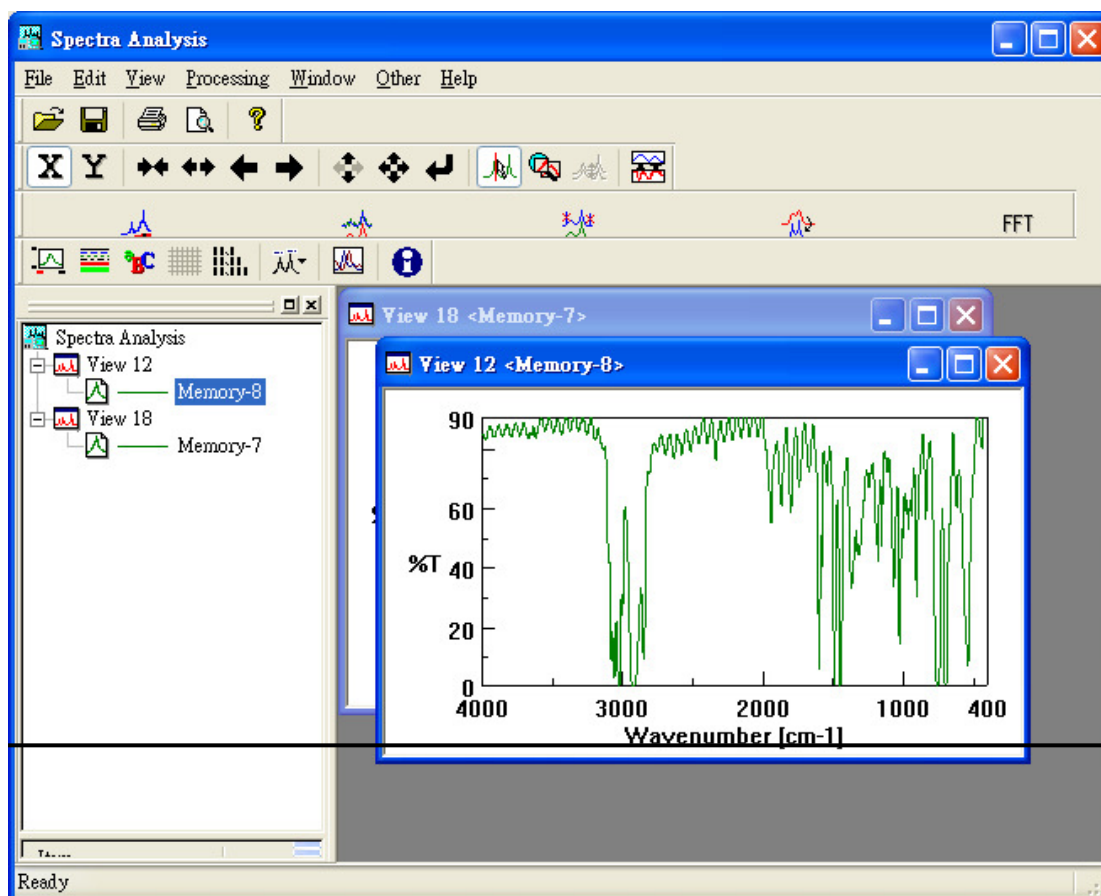 Spectra Analysis
File Edit View Processing Window Other Help
X Y
FFT
aBC
Spectra Analysis
View 12
Memory-8
View 18
Memory-7
View 18 <Memory-7>
View 12 <Memory-8>
90
60
%T 40
20
0
4000 3000 2000 1000 400
Wavenumber [cm-1]
Ready